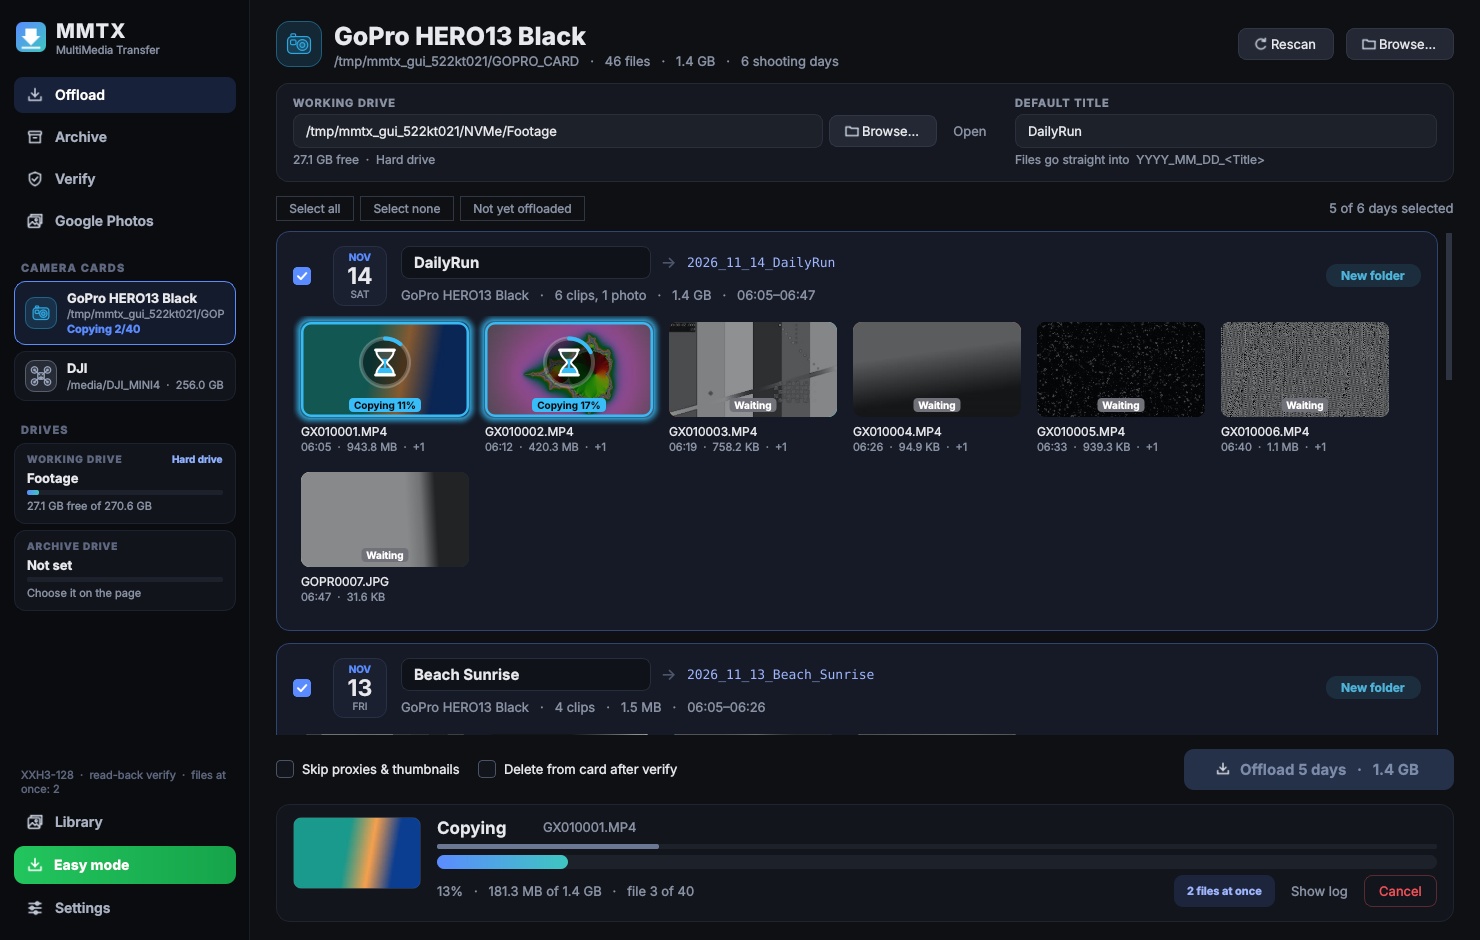 MMTX
MultiMedia Transfer
Offload
Archive
Verify
Google Photos
CAMERA CARDS
GoPro HERO13 Black
/tmp/mmtx_gui_522kt021/GOP
Copying 2/40
DJI
/media/DJI_MINI4 · 256.0 GB
DRIVES
WORKING DRIVE Hard drive
Footage
27.1 GB free of 270.6 GB
ARCHIVE DRIVE
Not set
Choose it on the page
XXH3-128 · read-back verify · files at
once: 2
Library
Easy mode
Settings
GoPro HERO13 Black
/tmp/mmtx_gui_522kt021/GOPRO_CARD · 46 files · 1.4 GB · 6 shooting days
Rescan
Browse...
WORKING DRIVE
/tmp/mmtx_gui_522kt021/NVMe/Footage
Browse...
Open
27.1 GB free · Hard drive
DEFAULT TITLE
DailyRun
Files go straight into YYYY_MM_DD_<Title>
Select all
Select none
Not yet offloaded
5 of 6 days selected
NOV
14
SAT
DailyRun
→ 2026_11_14_DailyRun
GoPro HERO13 Black · 6 clips, 1 photo · 1.4 GB · 06:05–06:47
New folder
Copying 11%
GX010001.MP4
06:05 · 943.8 MB · +1
Copying 17%
GX010002.MP4
06:12 · 420.3 MB · +1
Waiting
GX010003.MP4
06:19 · 758.2 KB · +1
Waiting
GX010004.MP4
06:26 · 94.9 KB · +1
Waiting
GX010005.MP4
06:33 · 939.3 KB · +1
Waiting
GX010006.MP4
06:40 · 1.1 MB · +1
Waiting
GOPR0007.JPG
06:47 · 31.6 KB
NOV
13
FRI
Beach Sunrise
→ 2026_11_13_Beach_Sunrise
GoPro HERO13 Black · 4 clips · 1.5 MB · 06:05–06:26
New folder
Skip proxies & thumbnails
Delete from card after verify
Offload 5 days · 1.4 GB
Copying GX010001.MP4
13% · 181.3 MB of 1.4 GB · file 3 of 40
2 files at once
Show log
Cancel